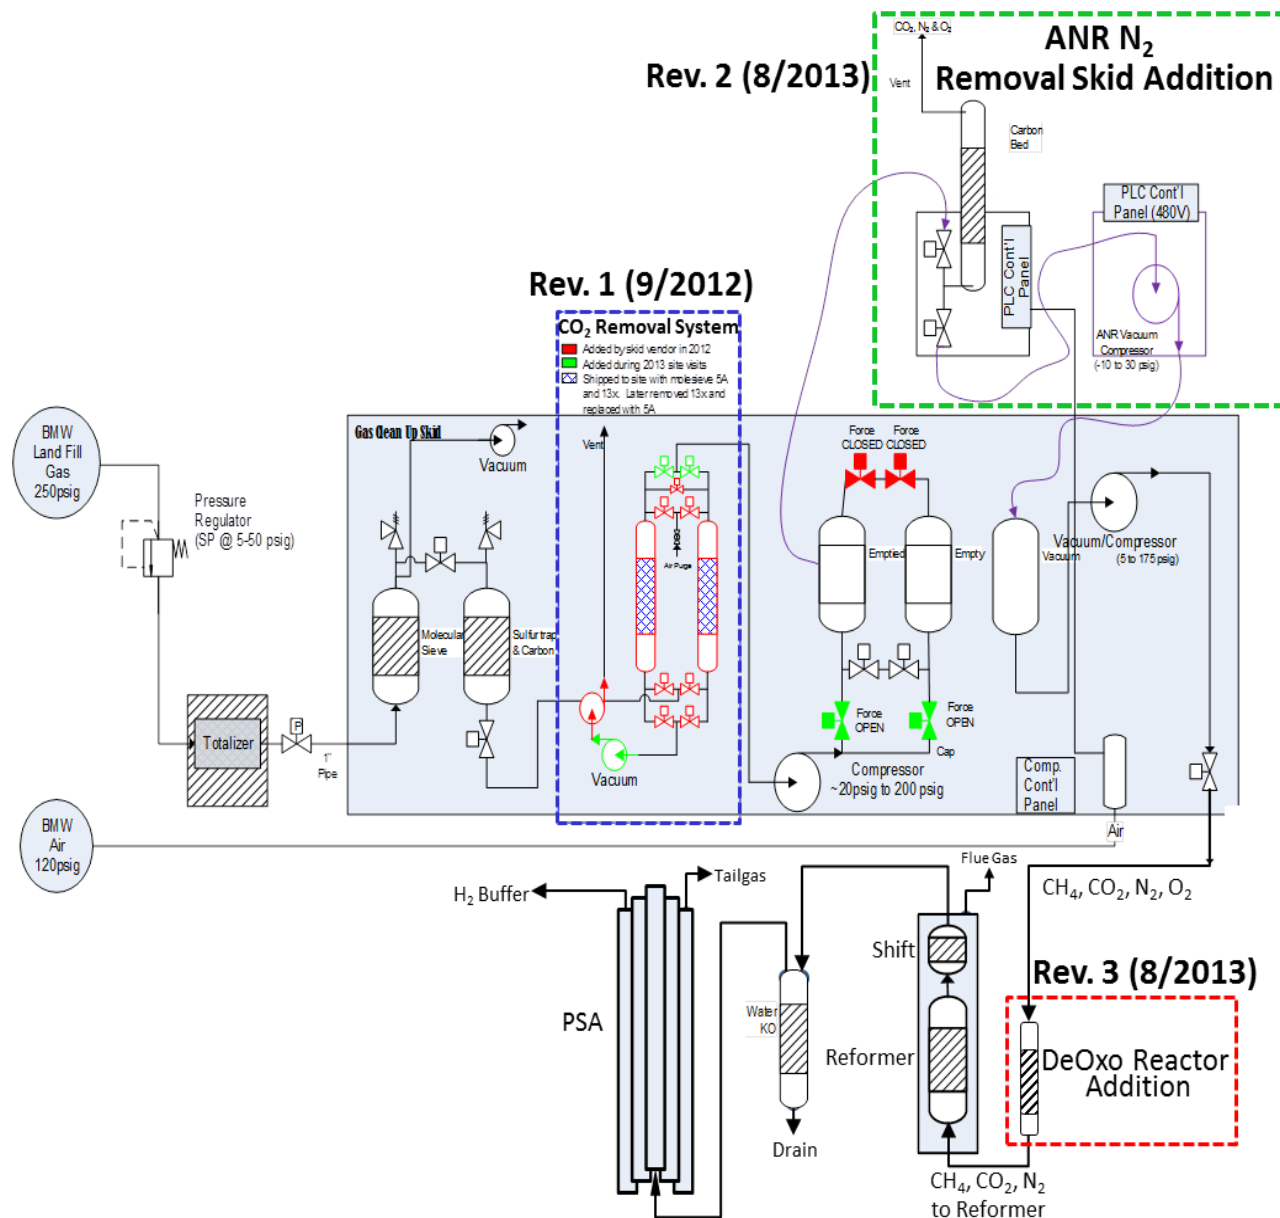 CO₂, N₂ & O₂
ANR N₂
Removal Skid Addition
Rev. 2 (8/2013)
Vent
Carbon
Bed
PLC Cont'l
Panel (480V)
PLC Cont'l
Panel
ANR Vacuum
Compressor
(-10 to 30 psig)
Rev. 1 (9/2012)
CO₂ Removal System
Added by skid vendor in 2012
Added during 2013 site visits
Shipped to site with molesieve 5A
and 13x. Later removed 13x and
replaced with 5A
BMW
Land Fill
Gas
250psig
Pressure
Regulator
(SP @ 5-50 psig)
Gas Clean Up Skid
Vacuum
Vent
Force
CLOSED
Force
CLOSED
Molecular
Sieve
Sulfur trap
& Carbon
Air Purge
Emptied
Empty
Vacuum
Vacuum/Compressor
(5 to 175 psig)
Totalizer
P
1"
Pipe
Vacuum
Force
OPEN
Force
OPEN
Cap
Compressor
~20psig to 200 psig
Comp.
Cont'l
Panel
Air
BMW
Air
120psig
H₂ Buffer
Tailgas
Flue Gas
CH₄, CO₂, N₂, O₂
Shift
Rev. 3 (8/2013)
PSA
Water
KO
Reformer
DeOxo Reactor
Addition
Drain
CH₄, CO₂, N₂
to Reformer